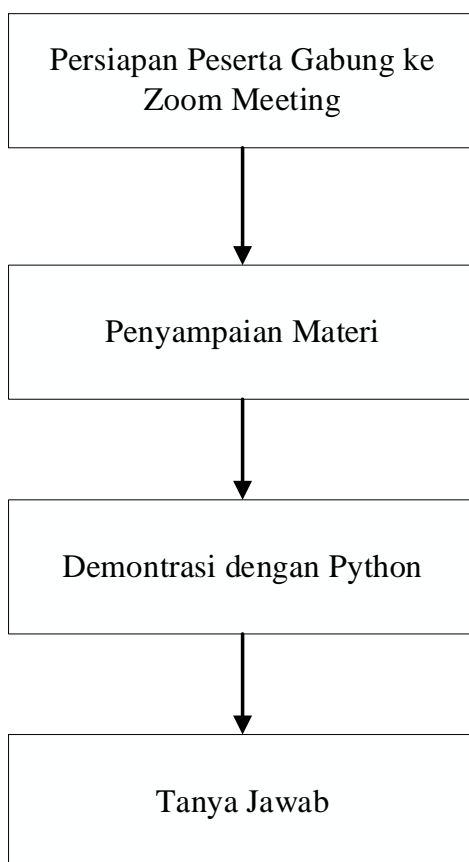 Persiapan Peserta Gabung ke
Zoom Meeting
Penyampaian Materi
Demontrasi dengan Python
Tanya Jawab